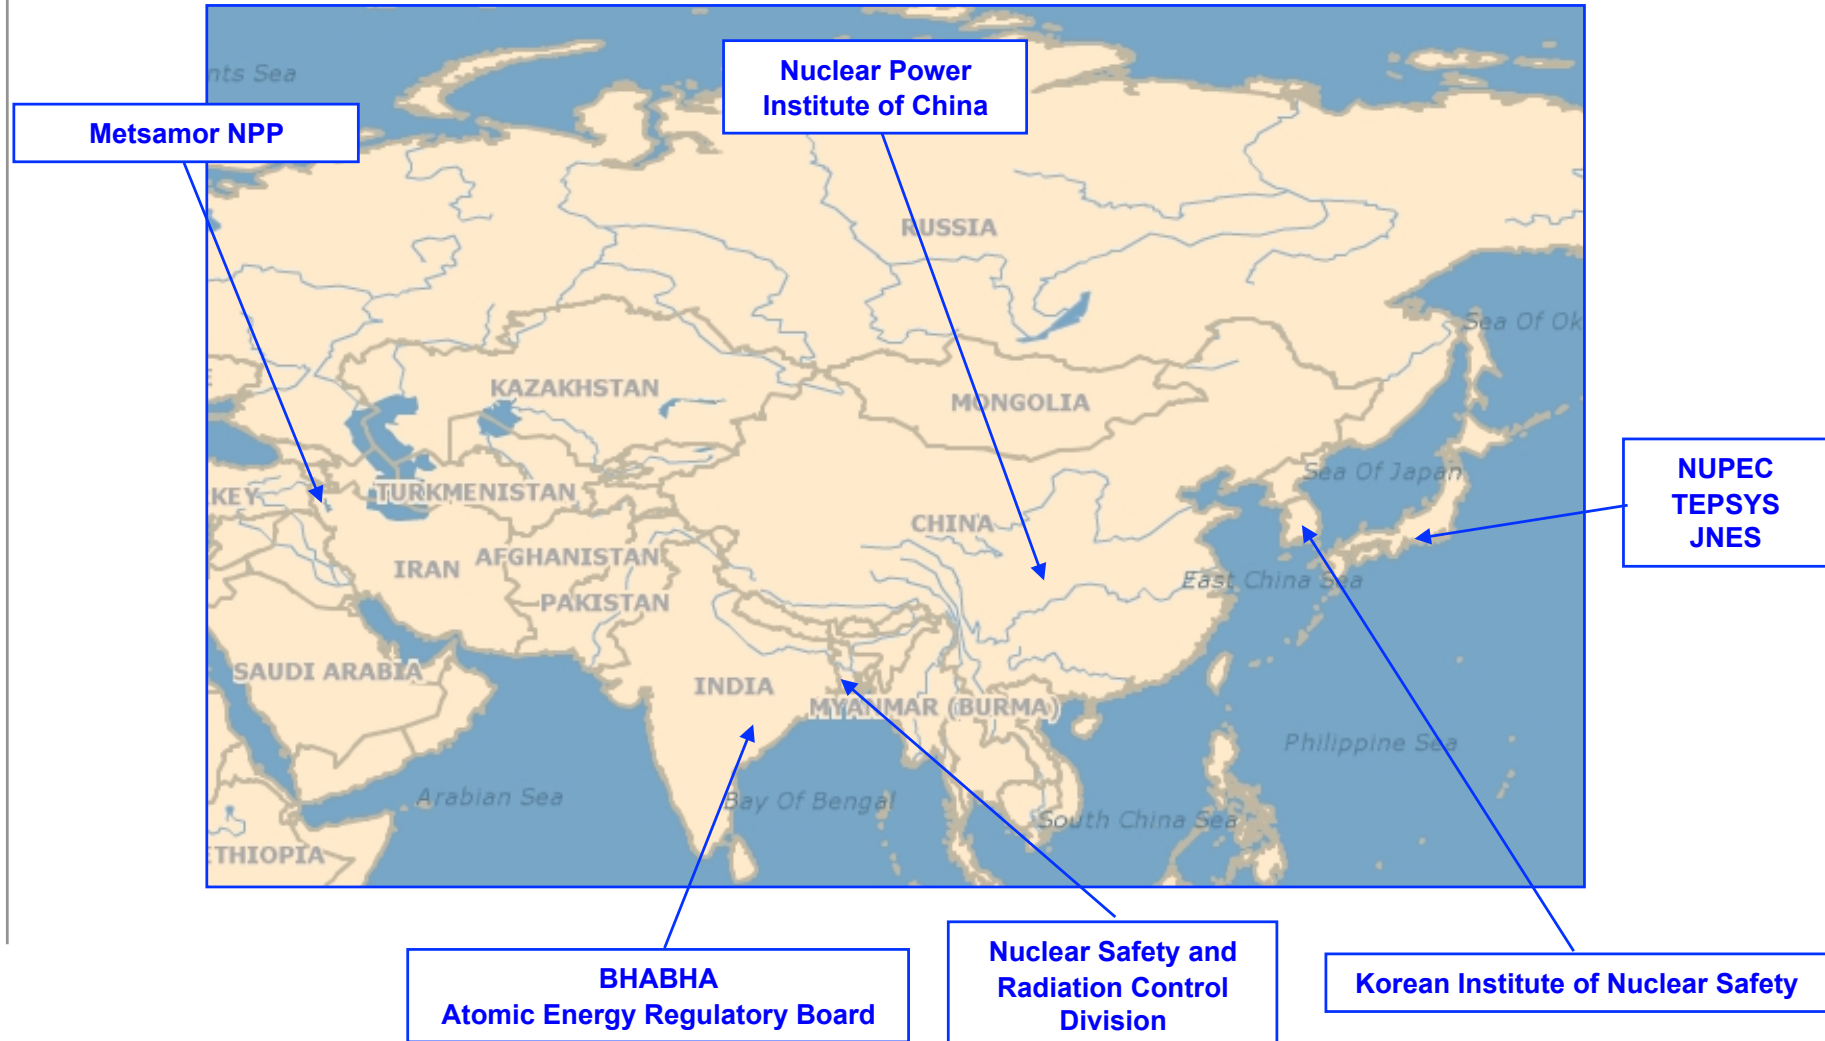 Nuclear Power
Institute of China
nts Sea
Metsamor NPP
RUSSIA
Sea Of Ok
KAZAKHSTAN
MONGOLIA
NUPEC
TEPSYS
JNES
Sea Of Japan
KEY
TURKMENISTAN
CHINA
IRAN
AFGHANISTAN
East China Sea
PAKISTAN
SAUDI ARABIA
INDIA
MYANMAR (BURMA)
Philippine Sea
Arabian Sea
Bay Of Bengal
South China Sea
THIOPIA
Nuclear Safety and
Radiation Control
Division
BHABHA
Atomic Energy Regulatory Board
Korean Institute of Nuclear Safety